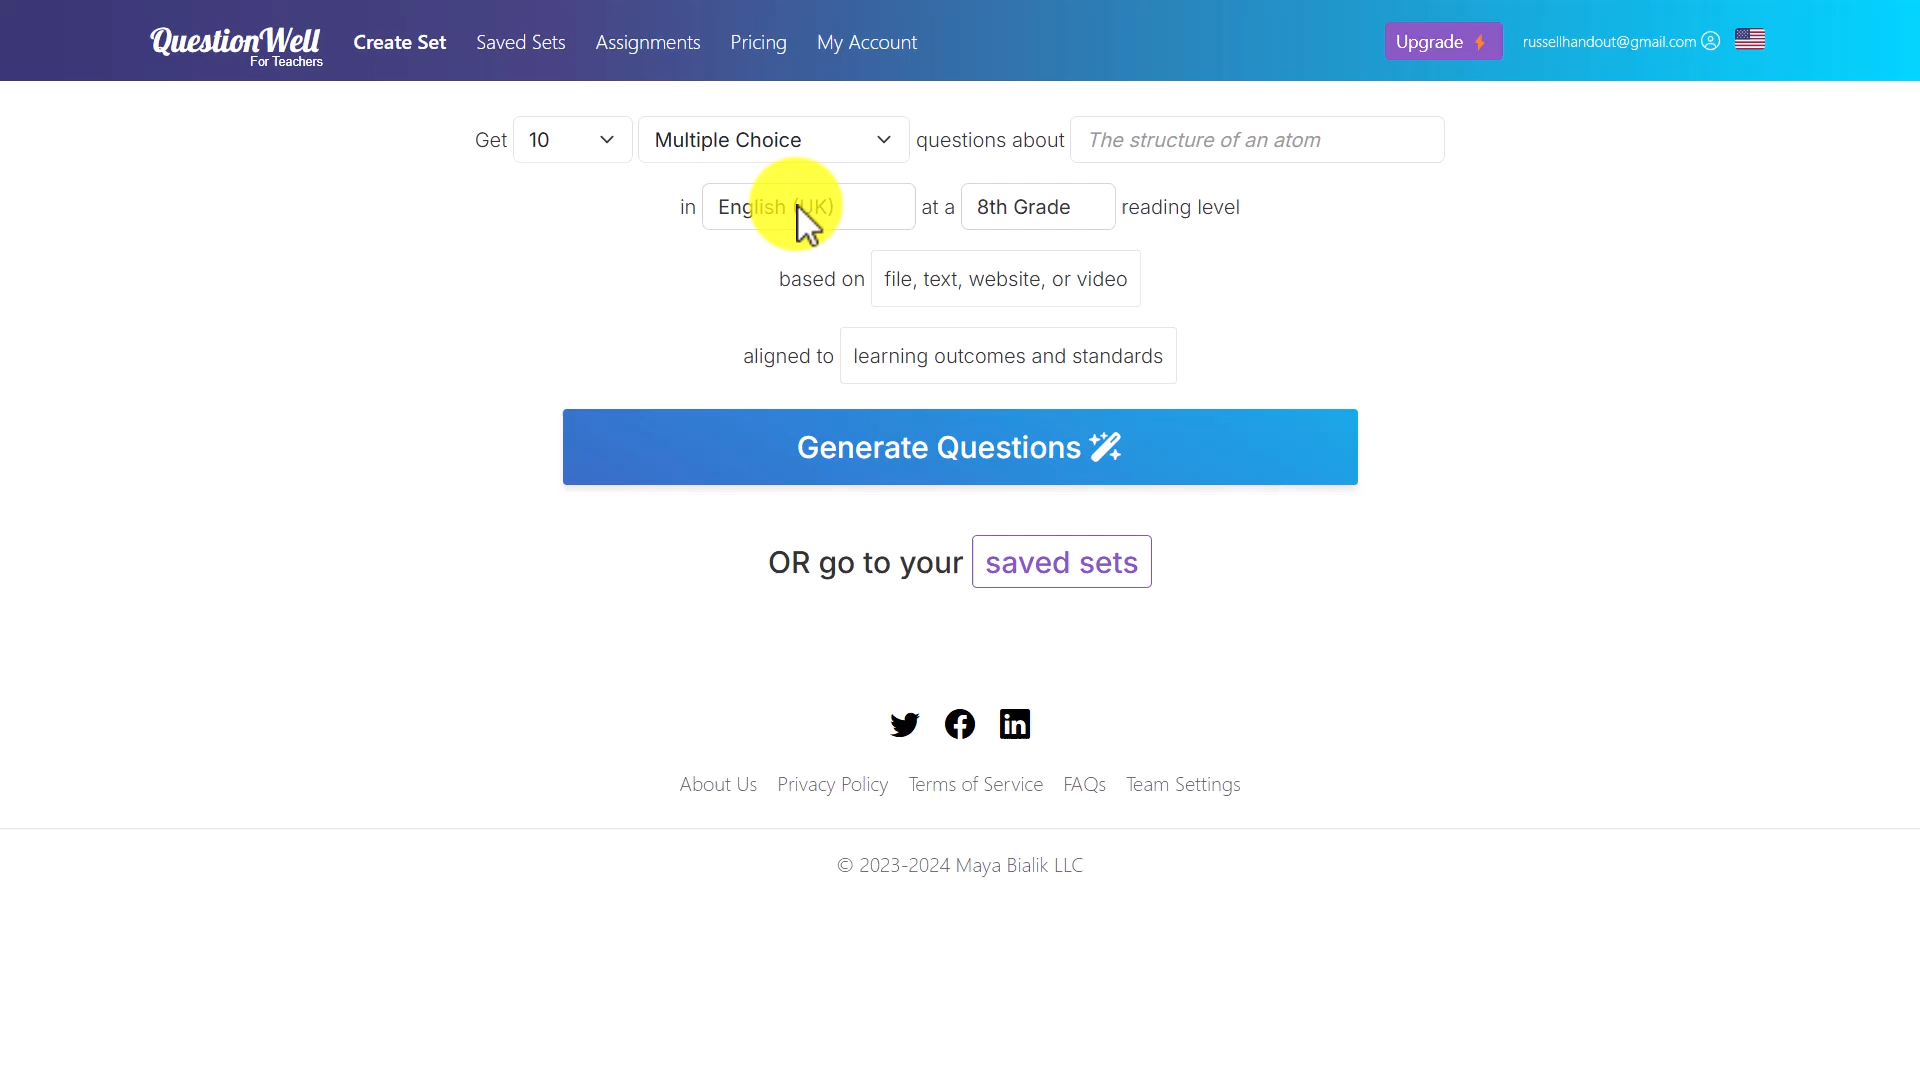 QuestionWell
For Teachers
Create Set
Saved Sets
Assignments
Pricing
My Account
Upgrade
russellhandout@gmail.com
Get 10 Multiple Choice questions about The structure of an atom
in English (UK) at a 8th Grade reading level
based on file, text, website, or video
aligned to learning outcomes and standards
Generate Questions
OR go to your saved sets
About Us Privacy Policy Terms of Service FAQs Team Settings
© 2023-2024 Maya Bialik LLC